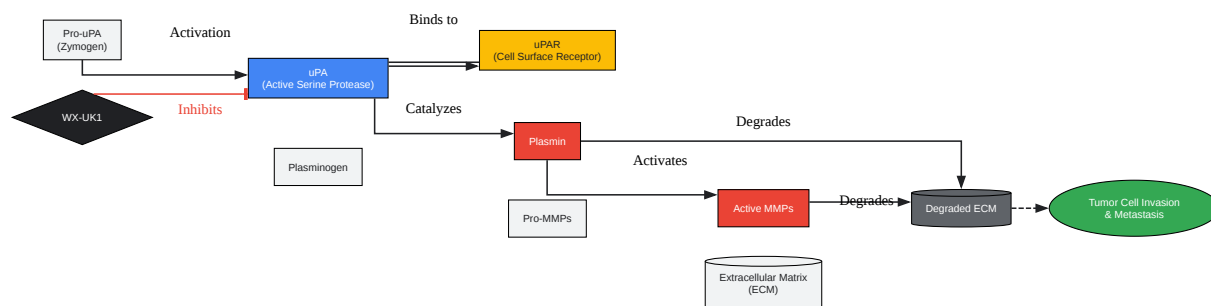 Pro-uPA
(Zymogen)
Activation
Binds to
uPAR
(Cell Surface Receptor)
uPA
(Active Serine Protease)
WX-UK1
Inhibits
Catalyzes
Plasminogen
Plasmin
Degrades
Activates
Pro-MMPs
Active MMPs
Degrades
Degraded ECM
Tumor Cell Invasion
& Metastasis
Extracellular Matrix
(ECM)